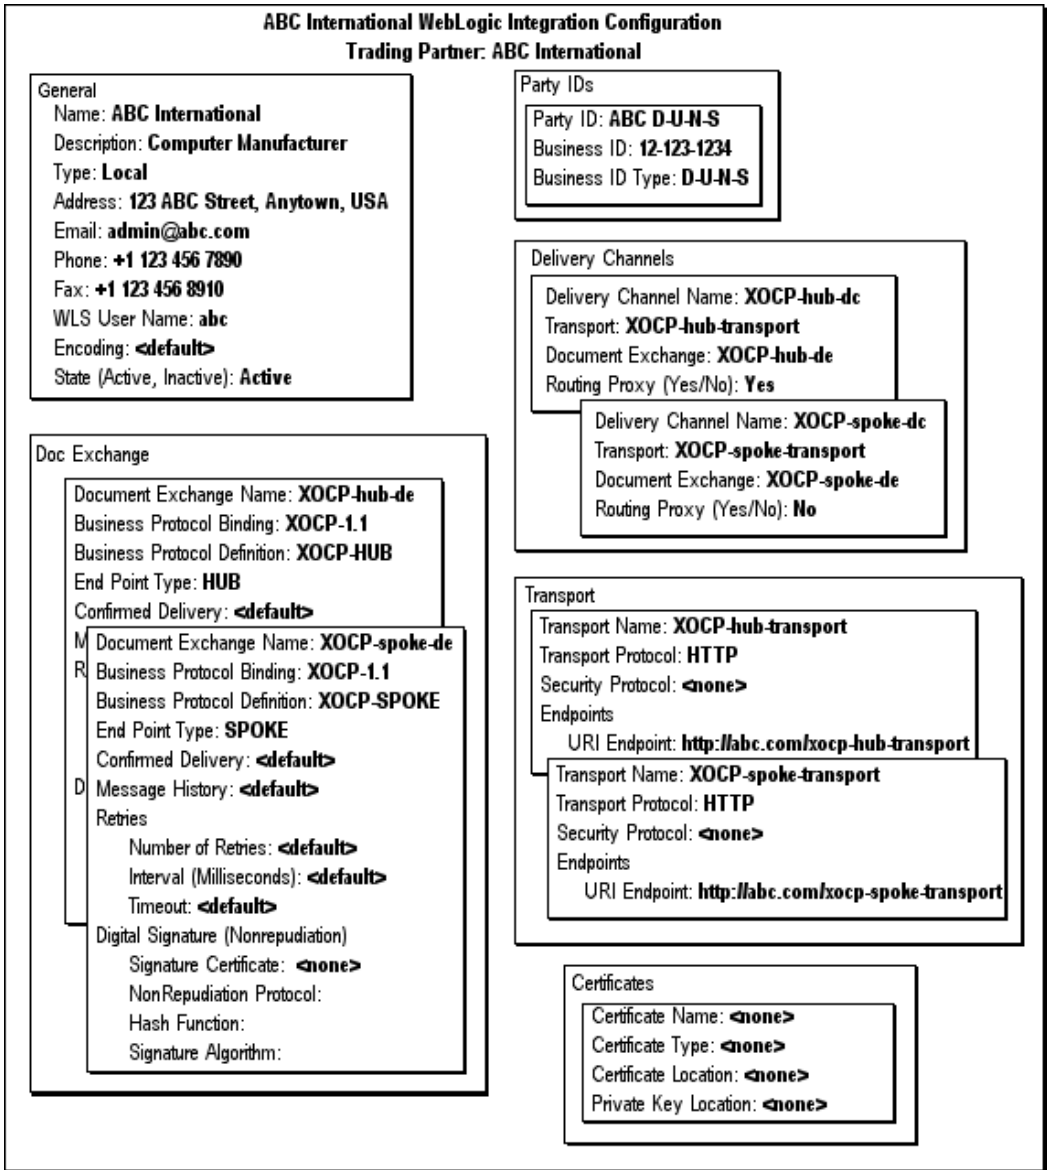 ABC International WebLogic Integration Configuration
Trading Partner: ABC International
General
Name: ABC International
Description: Computer Manufacturer
Type: Local
Address: 123 ABC Street, Anytown, USA
Email: admin@abc.com
Phone: +1 123 456 7890
Fax: +1 123 456 8910
WLS User Name: abc
Encoding: <default>
State (Active, Inactive): Active
Party IDs
Party ID: ABC D-U-N-S
Business ID: 12-123-1234
Business ID Type: D-U-N-S
Delivery Channels
Delivery Channel Name: XOCP-hub-dc
Transport: XOCP-hub-transport
Document Exchange: XOCP-hub-de
Routing Proxy (Yes/No): Yes
Delivery Channel Name: XOCP-spoke-dc
Transport: XOCP-spoke-transport
Document Exchange: XOCP-spoke-de
Routing Proxy (Yes/No): No
Doc Exchange
Document Exchange Name: XOCP-hub-de
Business Protocol Binding: XOCP-1.1
Business Protocol Definition: XOCP-HUB
End Point Type: HUB
Confirmed Delivery: <default>
M
R
D
Document Exchange Name: XOCP-spoke-de
Business Protocol Binding: XOCP-1.1
Business Protocol Definition: XOCP-SPOKE
End Point Type: SPOKE
Confirmed Delivery: <default>
Message History: <default>
Retries
Number of Retries: <default>
Interval (Milliseconds): <default>
Timeout: <default>
Digital Signature (Nonrepudiation)
Signature Certificate: <none>
NonRepudiation Protocol:
Hash Function:
Signature Algorithm:
Transport
Transport Name: XOCP-hub-transport
Transport Protocol: HTTP
Security Protocol: <none>
Endpoints
URI Endpoint: http://abc.com/xocp-hub-transport
Transport Name: XOCP-spoke-transport
Transport Protocol: HTTP
Security Protocol: <none>
Endpoints
URI Endpoint: http://abc.com/xocp-spoke-transport
Certificates
Certificate Name: <none>
Certificate Type: <none>
Certificate Location: <none>
Private Key Location: <none>